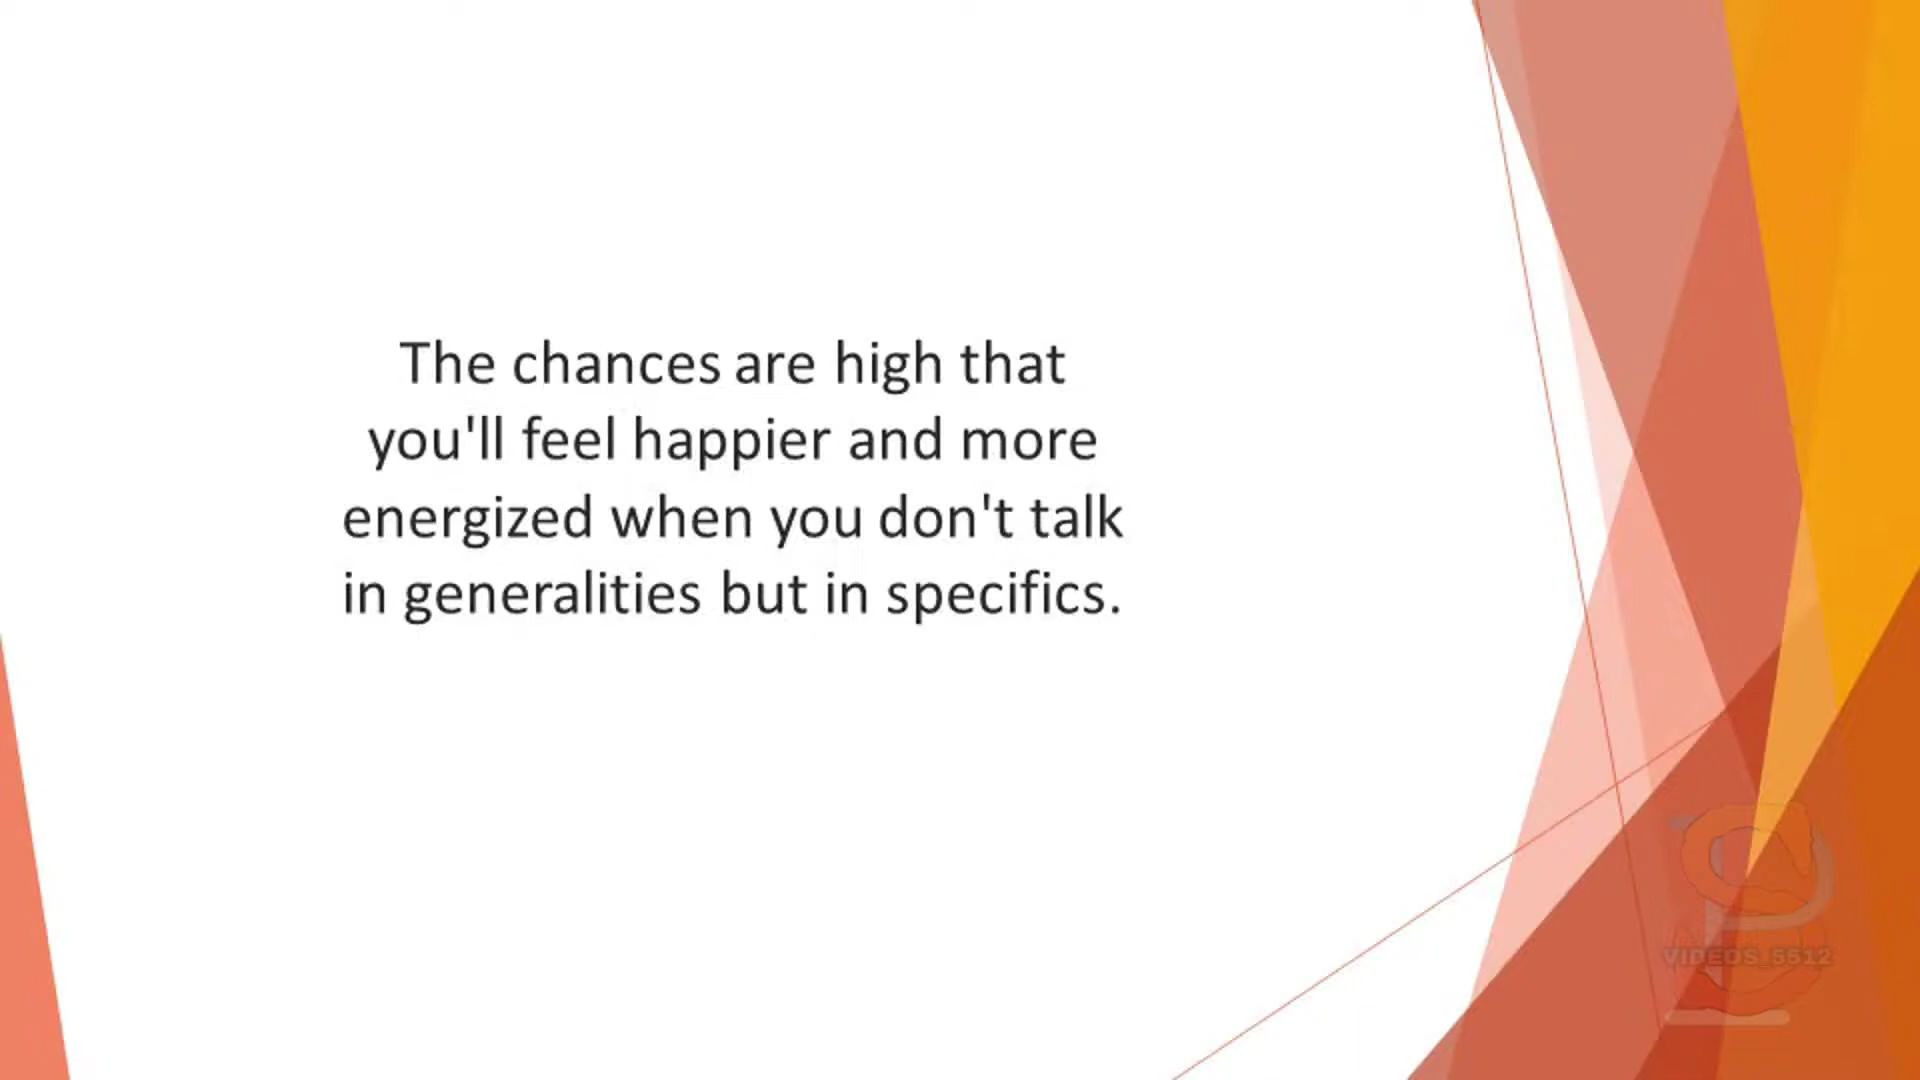 The chances are high that
you'll feel happier and more
energized when you don't talk
in generalities but in specifics.
VIDEOS_5512